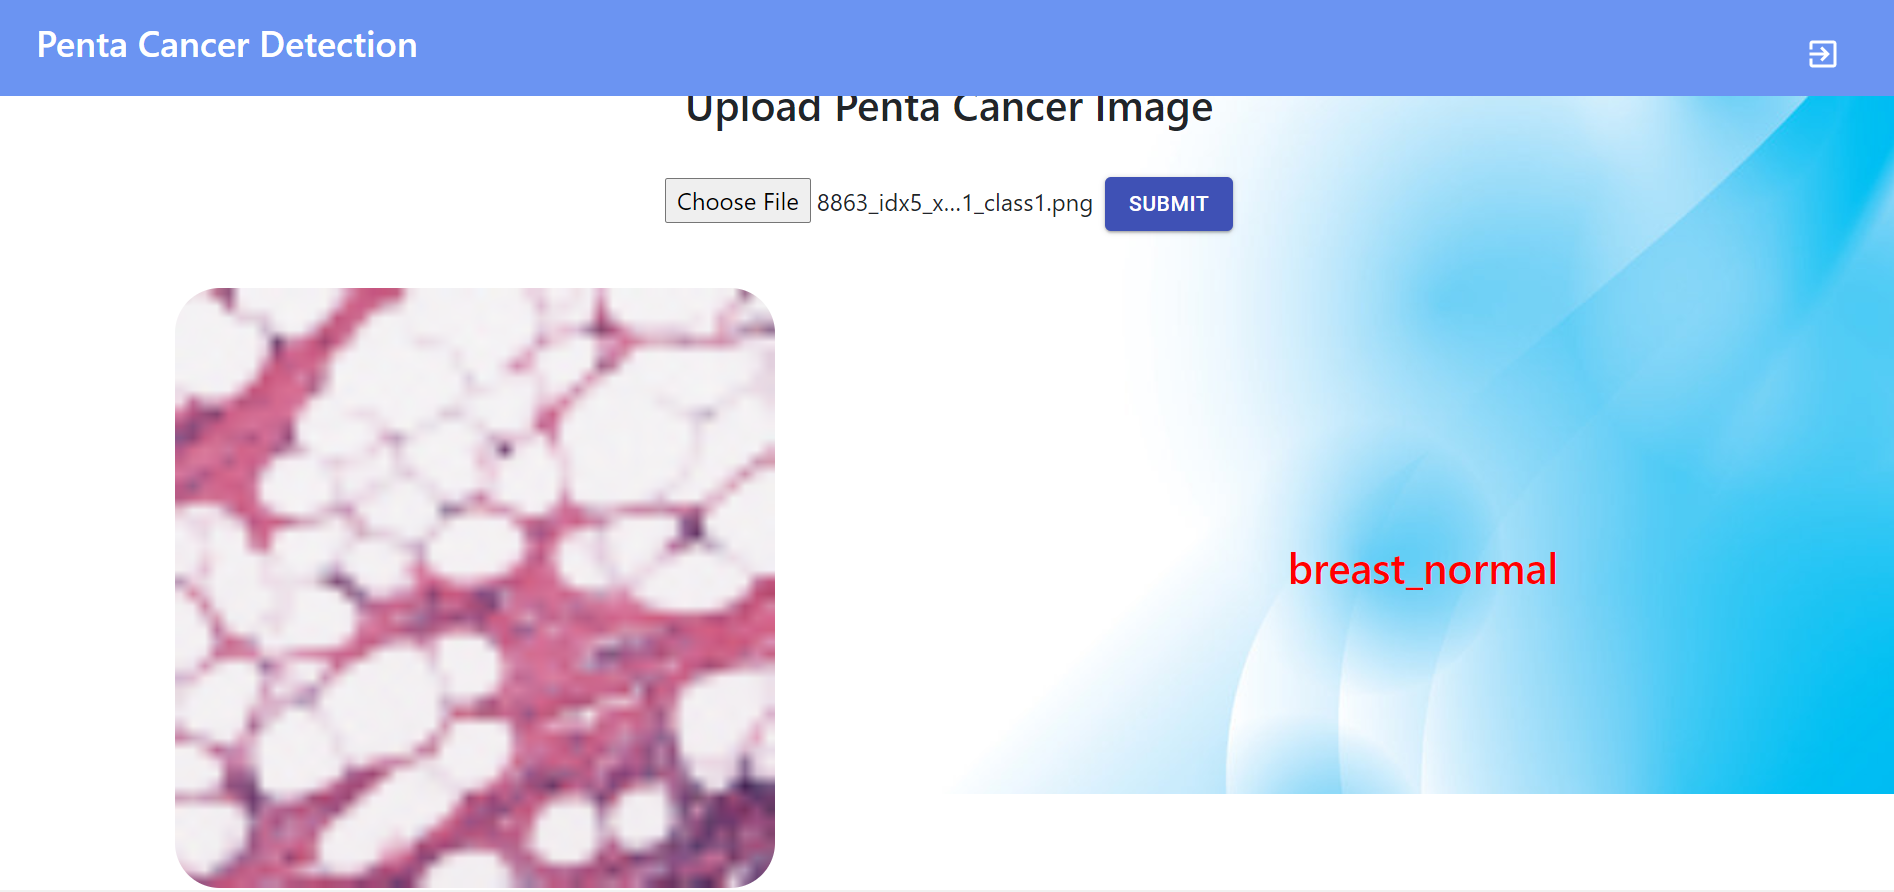 Penta Cancer Detection
Upload Penta Cancer Image
Choose File 8863_idx5_x...1_class1.png SUBMIT
breast_normal